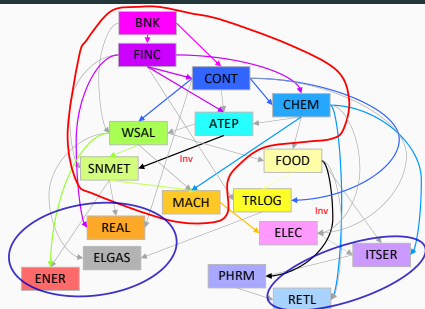 BNK
FINC
CONT
CHEM
ATEP
WSAL
Inv
FOOD
SNMET
MACH
TRLOG
Inv
REAL
ELEC
ELGAS
ITSER
ENER
PHRM
RETL